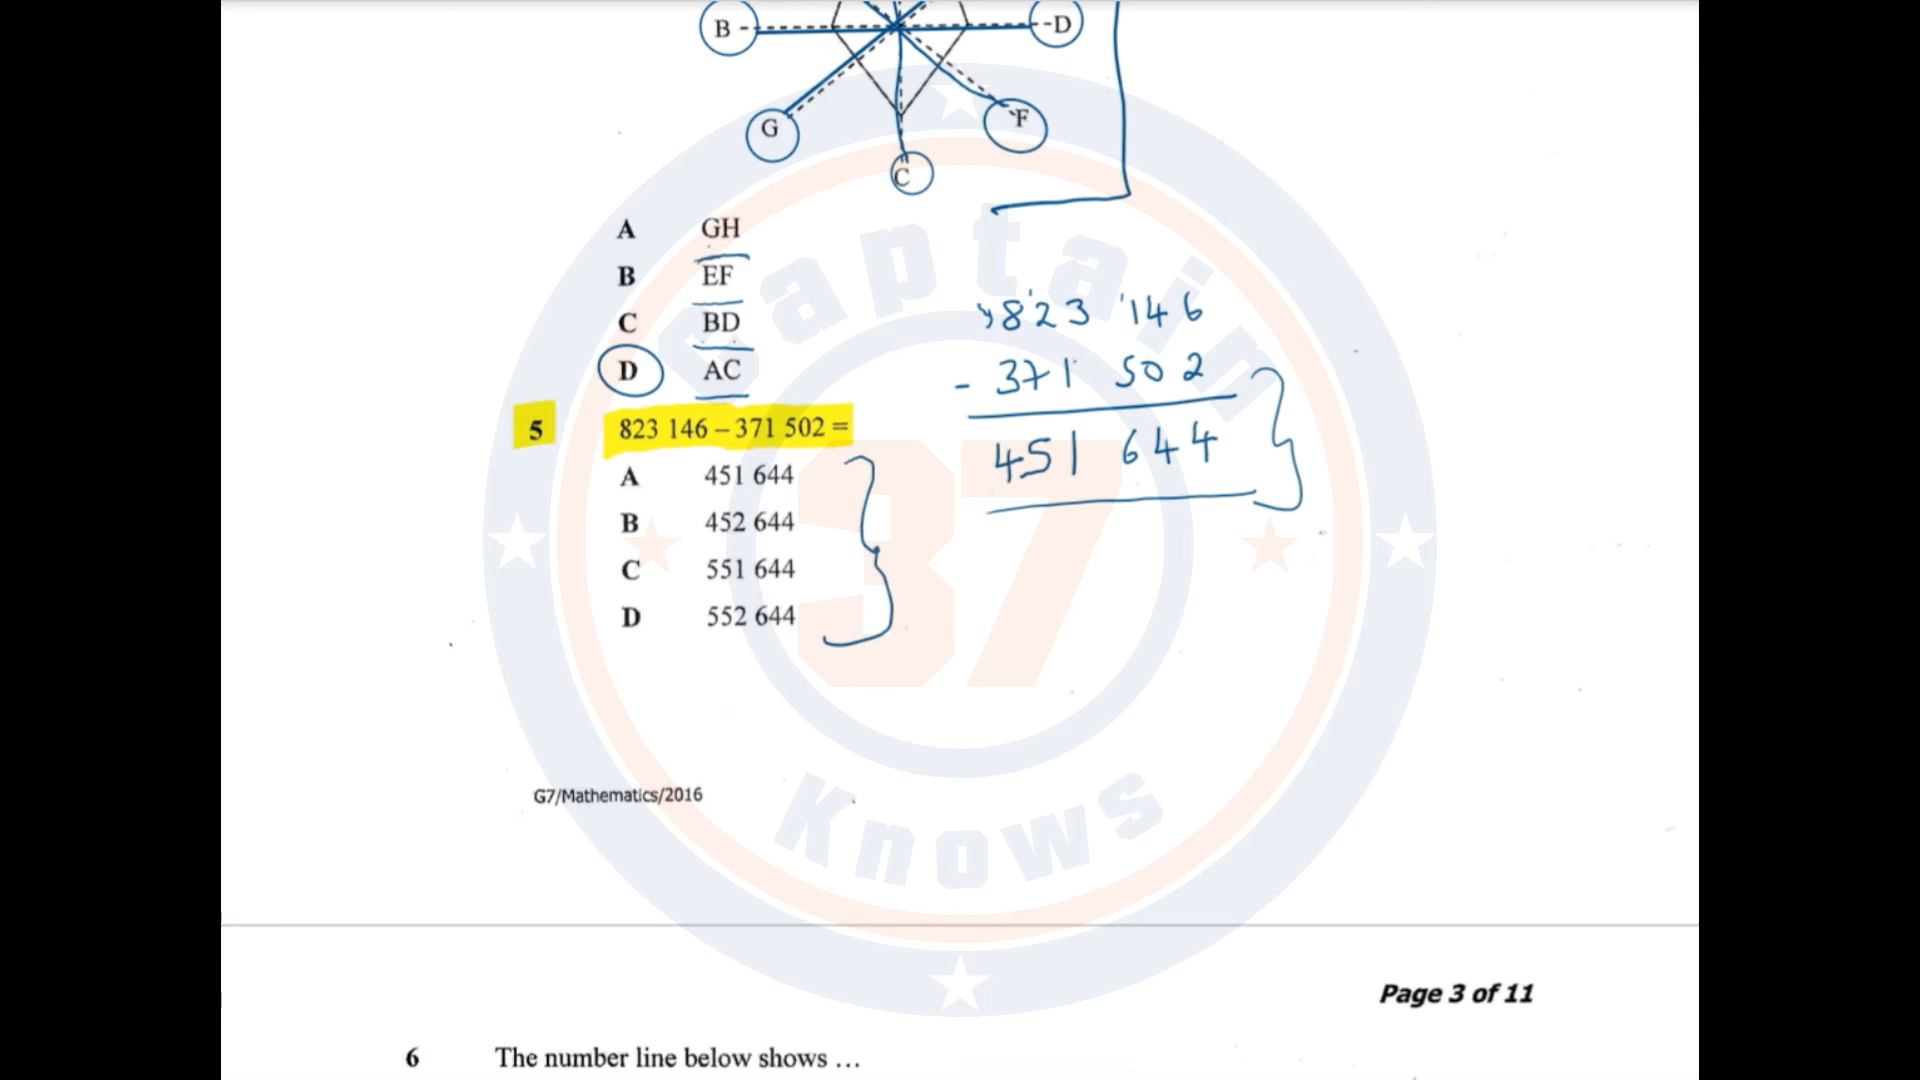 B D
G F
C
A GH
B EF
C BD
D AC
823 146
- 371 502
451 644
5 823 146 – 371 502 =
A 451 644
B 452 644
C 551 644
D 552 644
G7/Mathematics/2016
Captain
37
Knows
Page 3 of 11
6 The number line below shows …